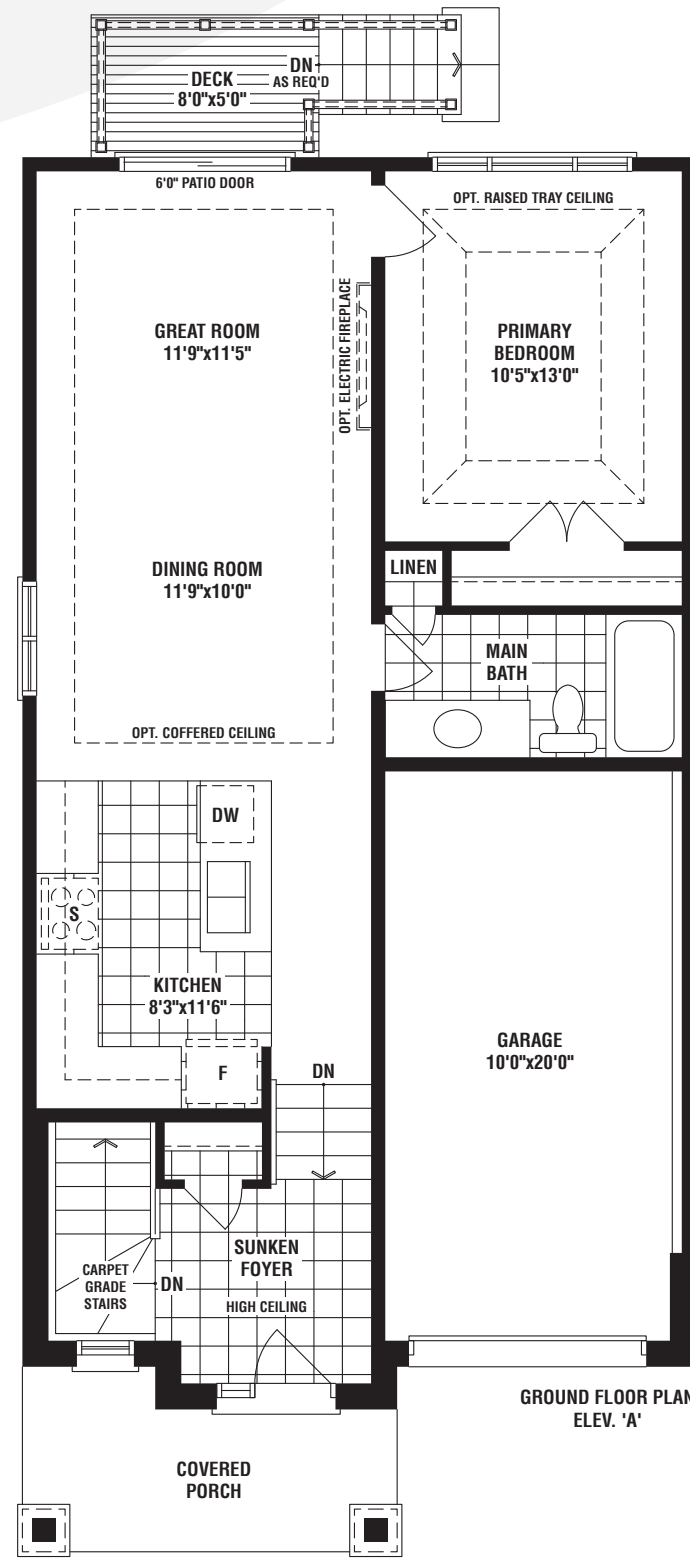 DECK
8'0"x5'0"
DN
AS REQ'D
6'0" PATIO DOOR
OPT. RAISED TRAY CEILING
GREAT ROOM
11'9"x11'5"
OPT. ELECTRIC FIREPLACE
PRIMARY
BEDROOM
10'5"x13'0"
DINING ROOM
11'9"x10'0"
LINEN
MAIN
BATH
OPT. COFFERED CEILING
DW
S
KITCHEN
8'3"x11'6"
F
DN
GARAGE
10'0"x20'0"
SUNKEN
FOYER
HIGH CEILING
CARPET
GRADE
STAIRS
DN
GROUND FLOOR PLAN
ELEV. 'A'
COVERED
PORCH